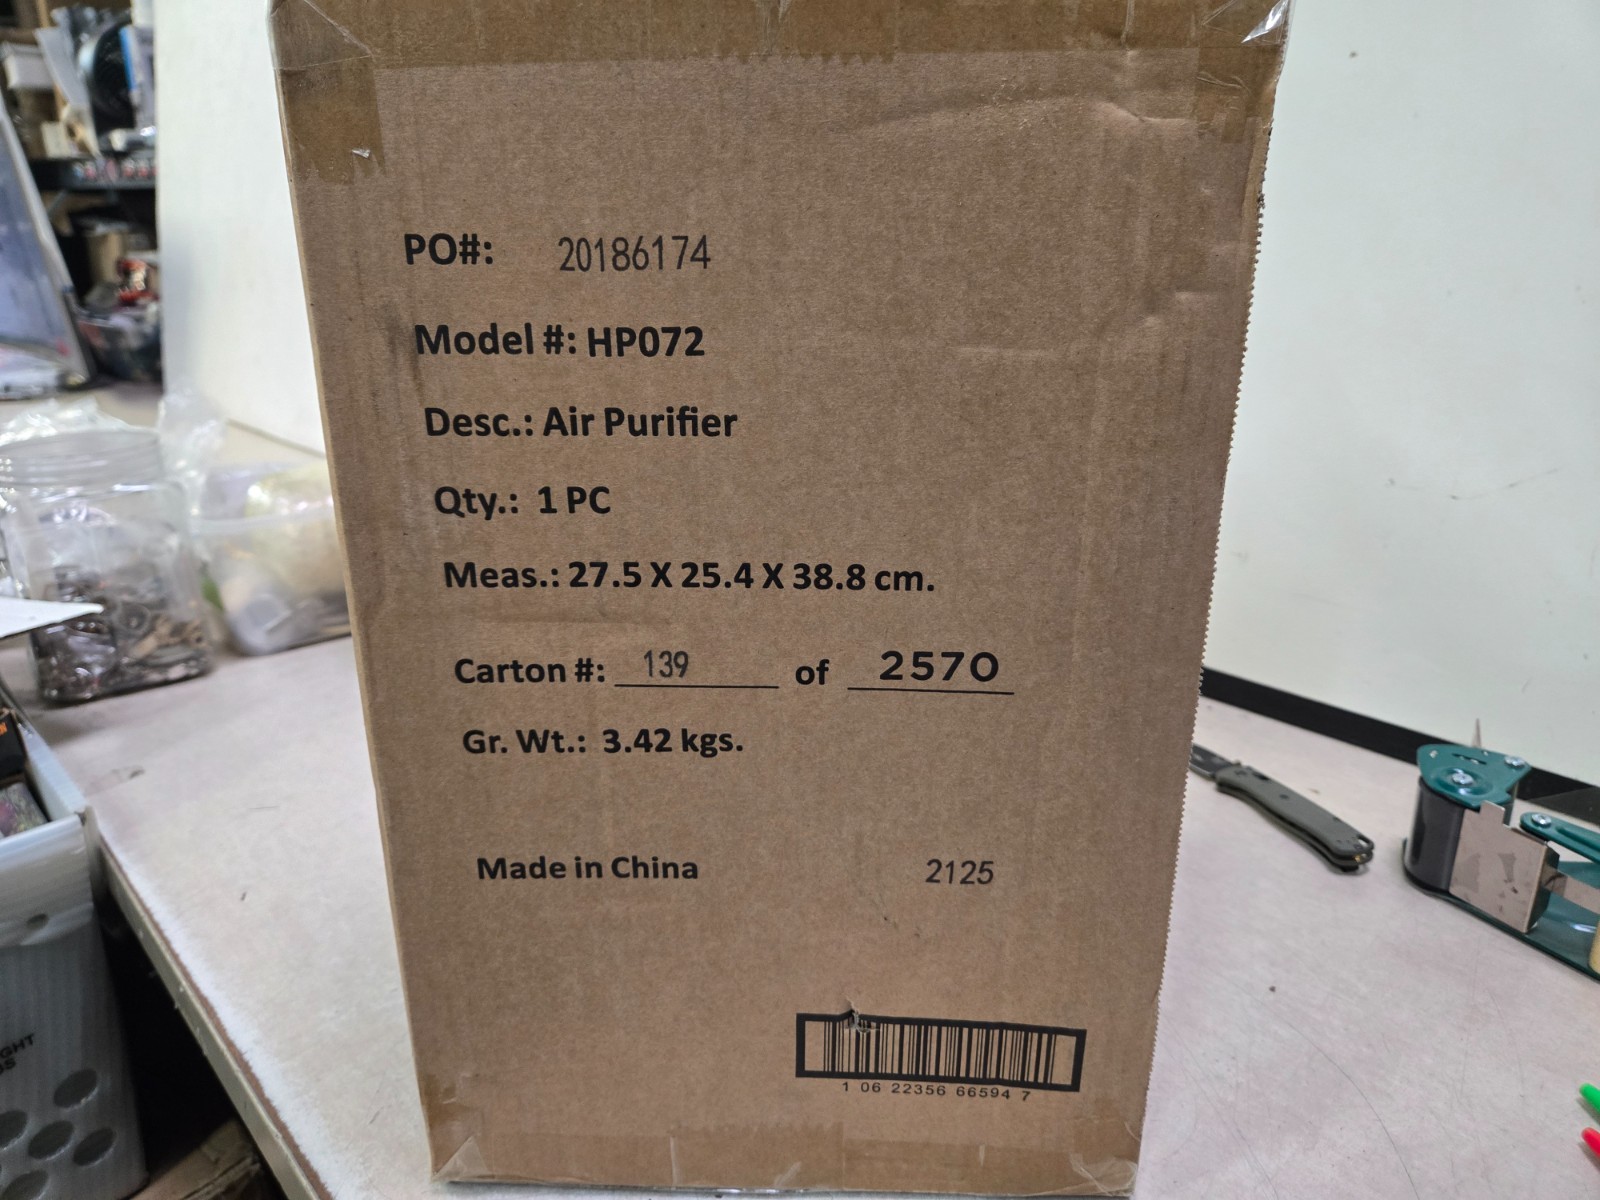 PO#: 20186174
Model #: HP072
Desc.: Air Purifier
Qty.: 1 PC
Meas.: 27.5 X 25.4 X 38.8 cm.
Carton #: 139 of 2570
Gr. Wt.: 3.42 kgs.
Made in China 2125
1 06 22356 66594 7